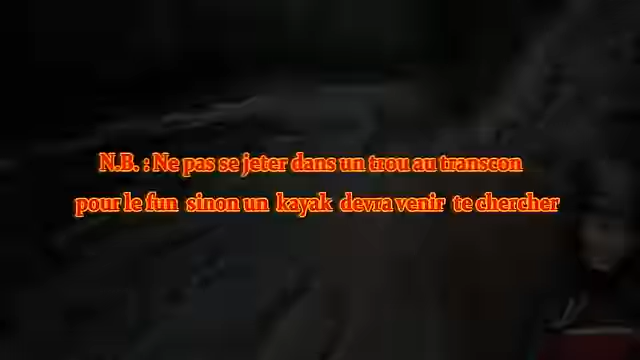 N.B. : Ne pas se jeter dans un trou au transcon
pour le fun sinon un kayak devra venir te chercher